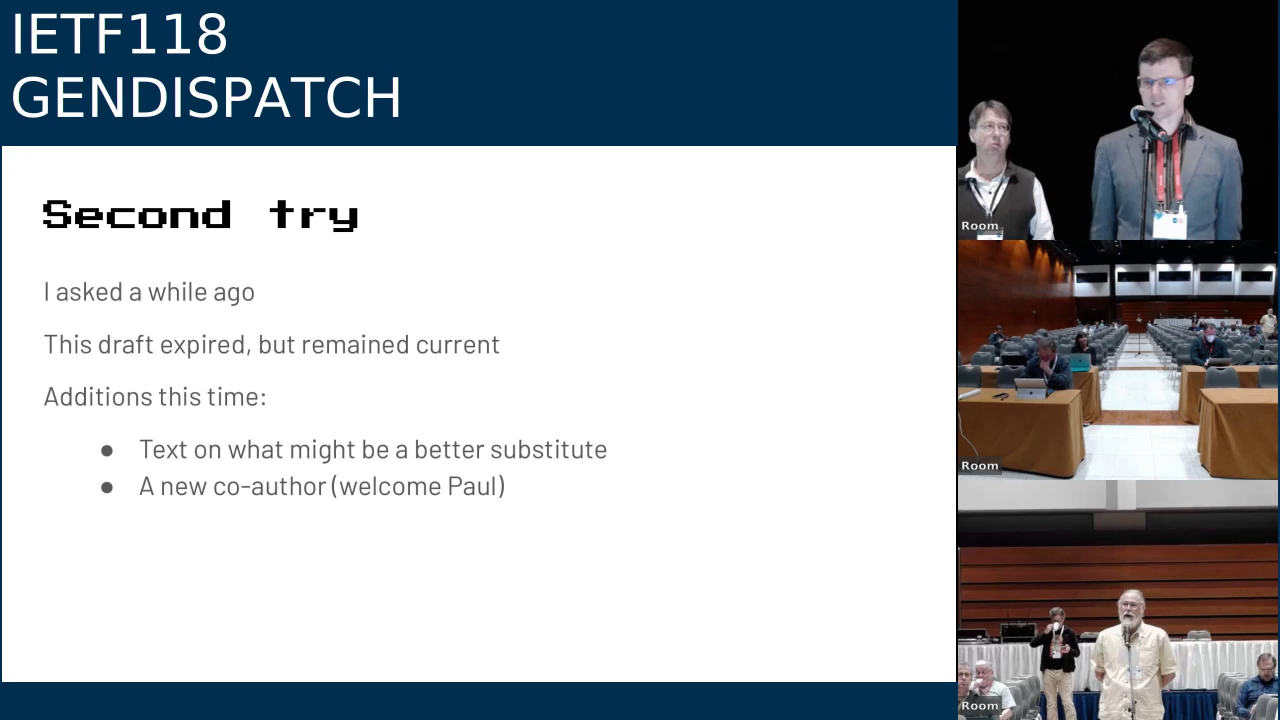 IETF118
GENDISPATCH
Second try
I asked a while ago
This draft expired, but remained current
Additions this time:
● Text on what might be a better substitute
● A new co-author (welcome Paul)
Room
Room
Room